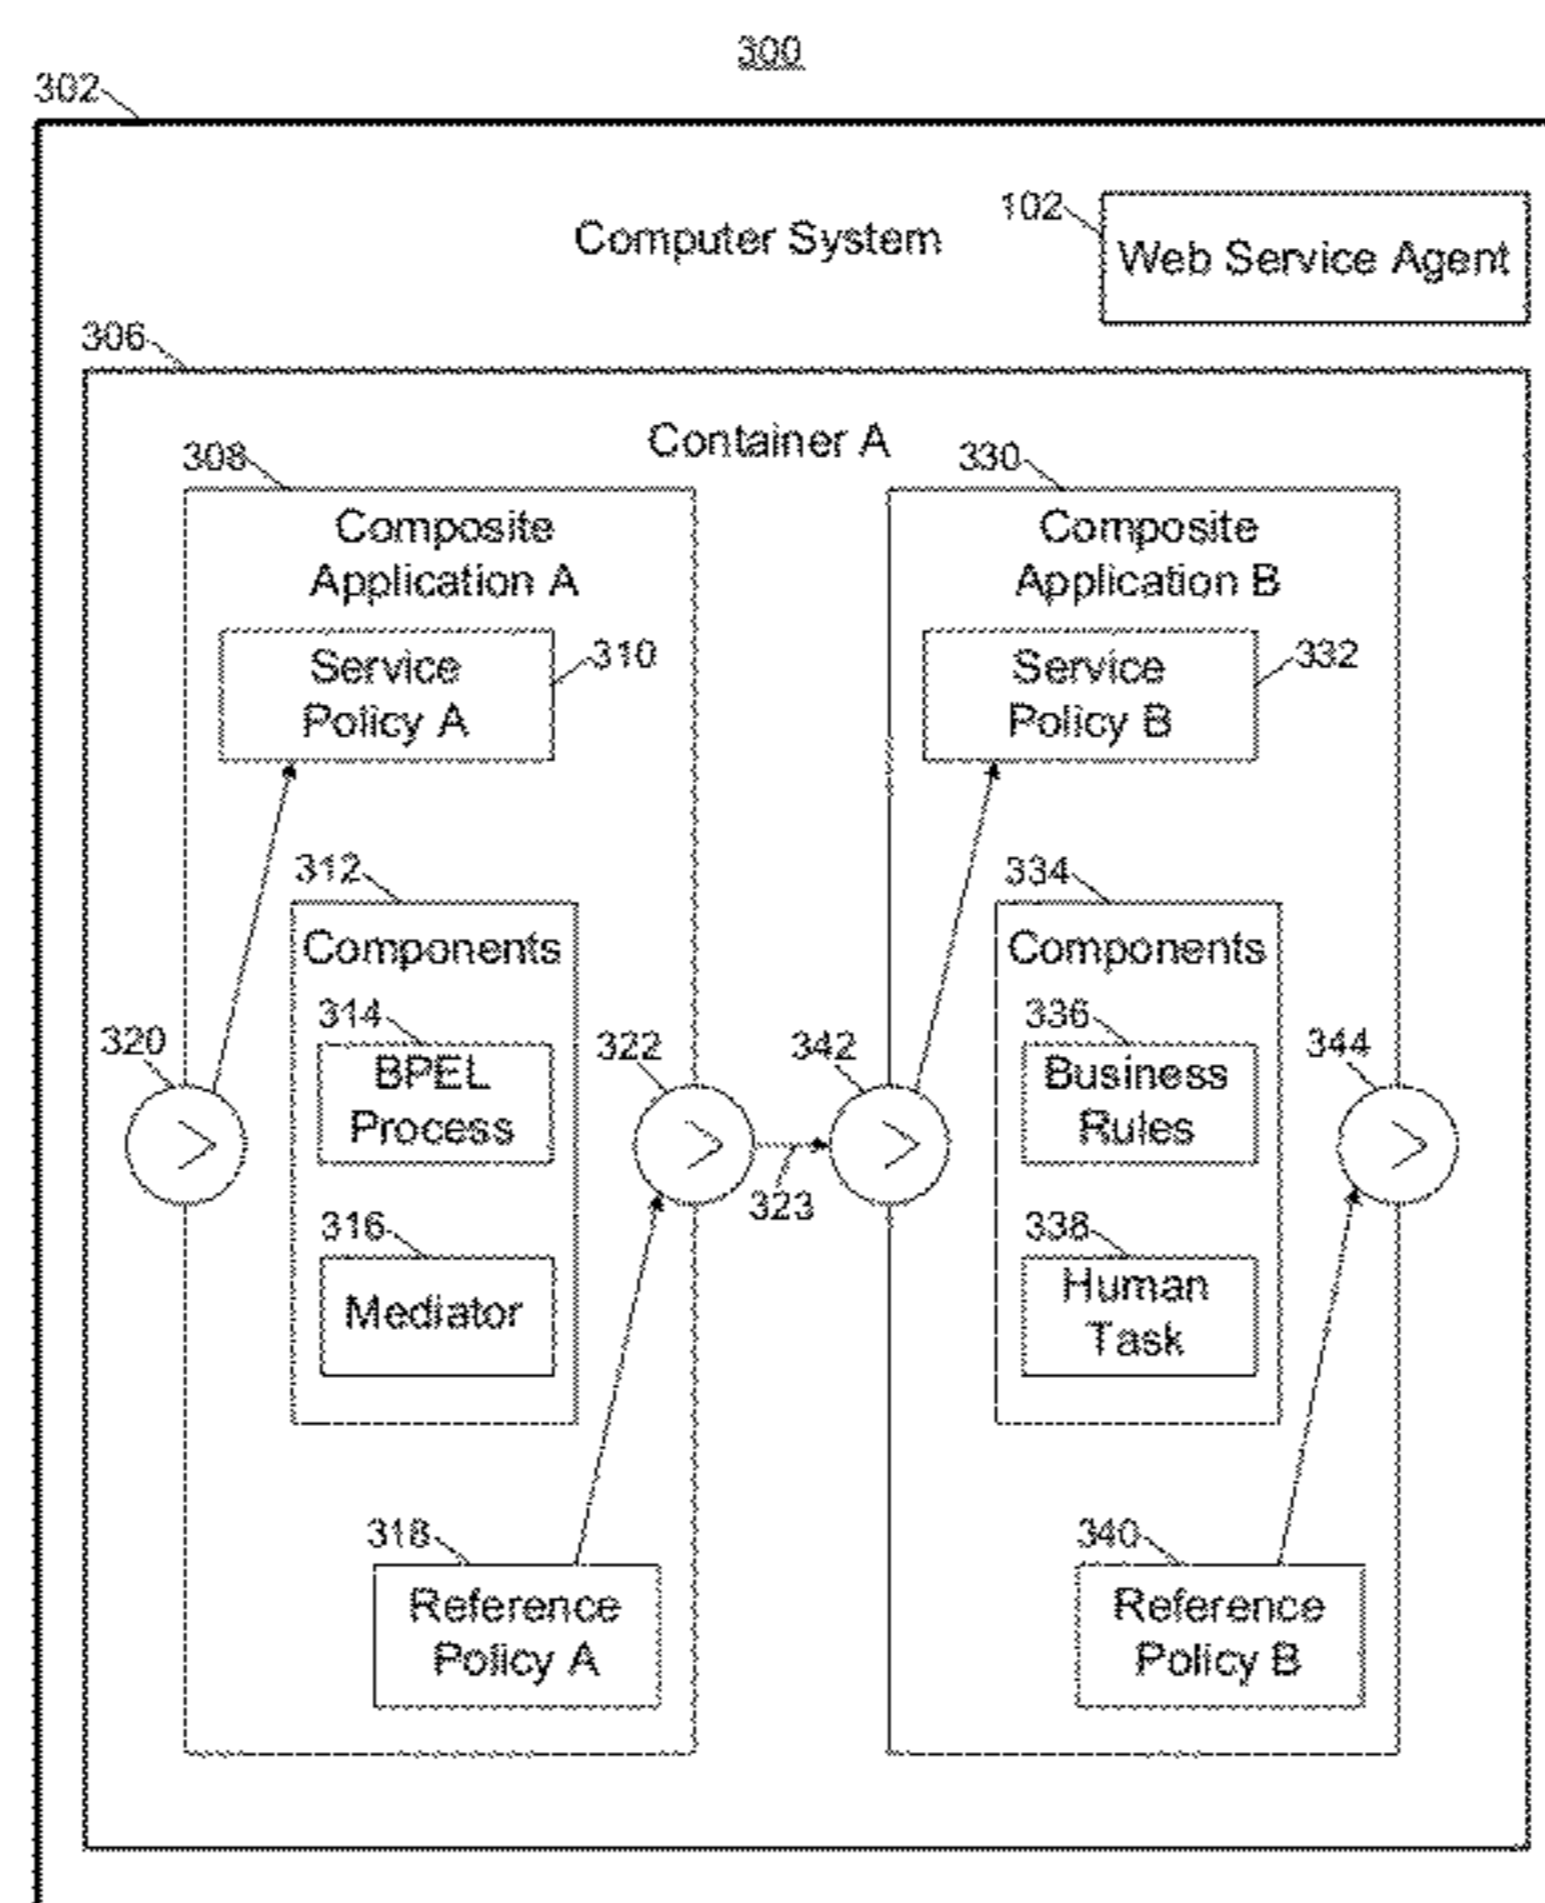 300
302
102
Computer System
Web Service Agent
306
Container A
308
330
Composite
Application A
Composite
Application B
Service
Policy A
310
Service
Policy B
332
312
334
Components
Components
314
336
320
BPEL
Process
322
342
Business
Rules
344
323
316
338
Mediator
Human
Task
318
340
Reference
Policy A
Reference
Policy B